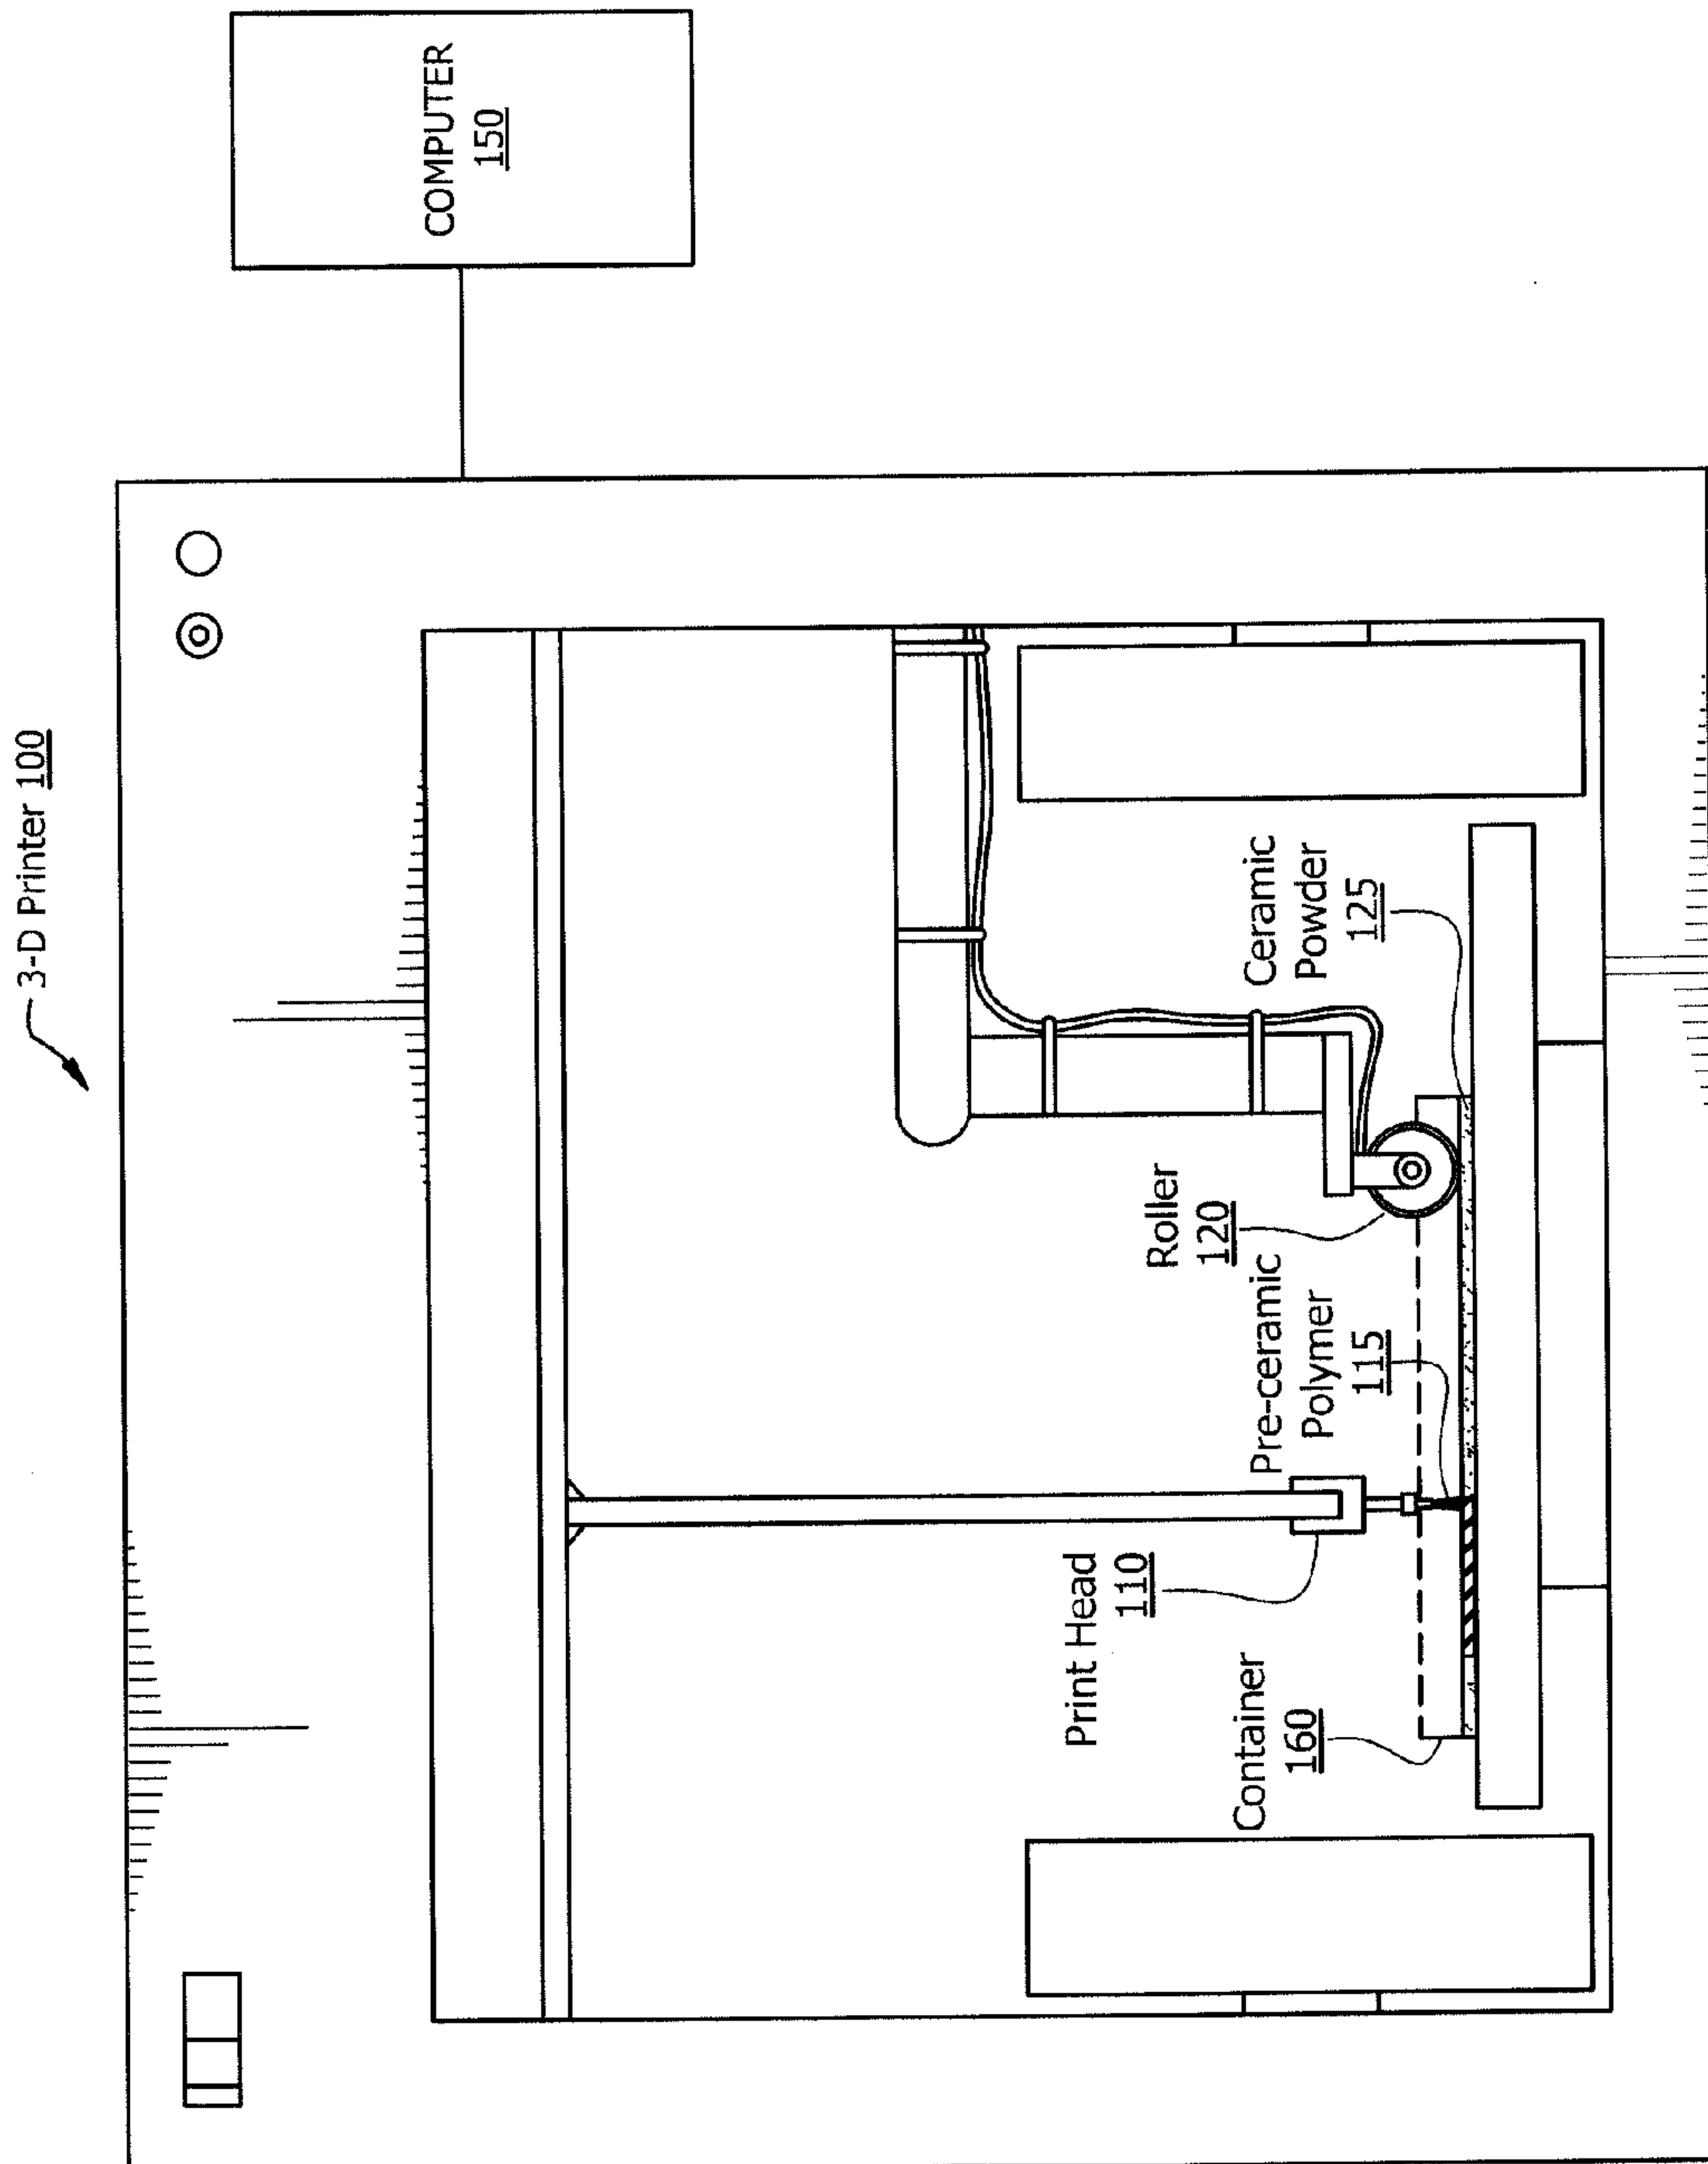 3-D Printer 100
COMPUTER
150
Container
160
Print Head
110
Pre-ceramic
Polymer
115
Roller
120
Ceramic
Powder
125